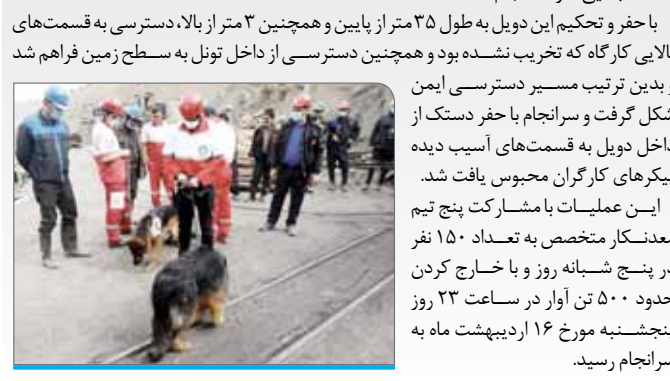 با حفر و تحکیم این دویل به طول ۳۵ متر از پایین و همچنین ۳ متر از بالا، دسترسی به قسمت‌های
بالایی کارگاه که تخریب نشده بود و همچنین دسترسی از داخل تونل به سطح زمین فراهم شد
و بدین ترتیب مسیر دسترسی ایمن
شکل گرفت و سرانجام با حفر دستک از
داخل دویل به قسمت‌های آسیب دیده
پیکرهای کارگران محبوس یافت شد.
این عملیات با مشارکت پنج تیم
معدنکار متخصص به تعداد ۱۵۰ نفر
در پنج شبانه روز و با خارج کردن
حدود ۵۰۰ تن آوار در ساعت ۲۳ روز
پنجشنبه مورخ ۱۶ اردیبهشت ماه به
سرانجام رسید.